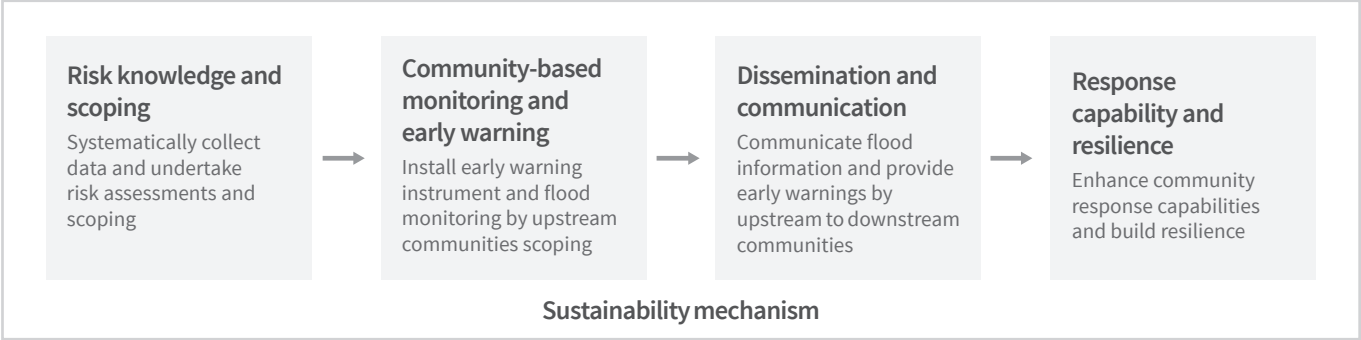 Risk knowledge and
scoping
Systematically collect
data and undertake
risk assessments and
scoping
Community-based
monitoring and
early warning
Install early warning
instrument and flood
monitoring by upstream
communities scoping
Dissemination and
communication
Communicate flood
information and provide
early warnings by
upstream to downstream
communities
Response
capability and
resilience
Enhance community
response capabilities
and build resilience
Sustainability mechanism